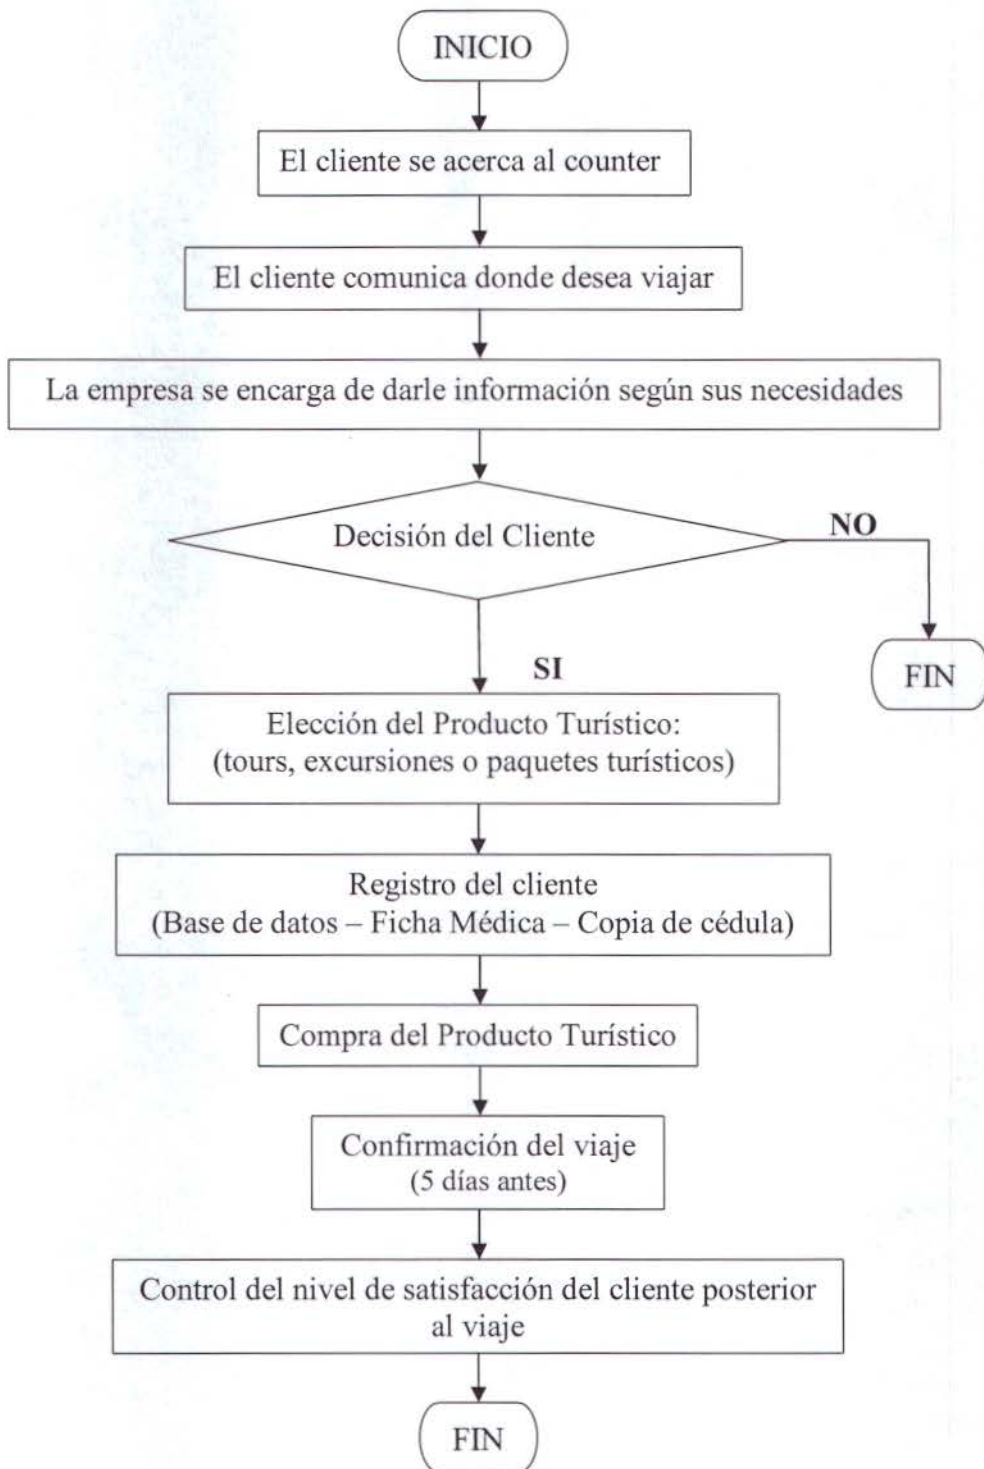 INICIO
El cliente se acerca al counter
El cliente comunica donde desea viajar
La empresa se encarga de darle información según sus necesidades
Decisión del Cliente
NO
FIN
SI
Elección del Producto Turístico:
(tours, excursiones o paquetes turísticos)
Registro del cliente
(Base de datos – Ficha Médica – Copia de cédula)
Compra del Producto Turístico
Confirmación del viaje
(5 días antes)
Control del nivel de satisfacción del cliente posterior
al viaje
FIN